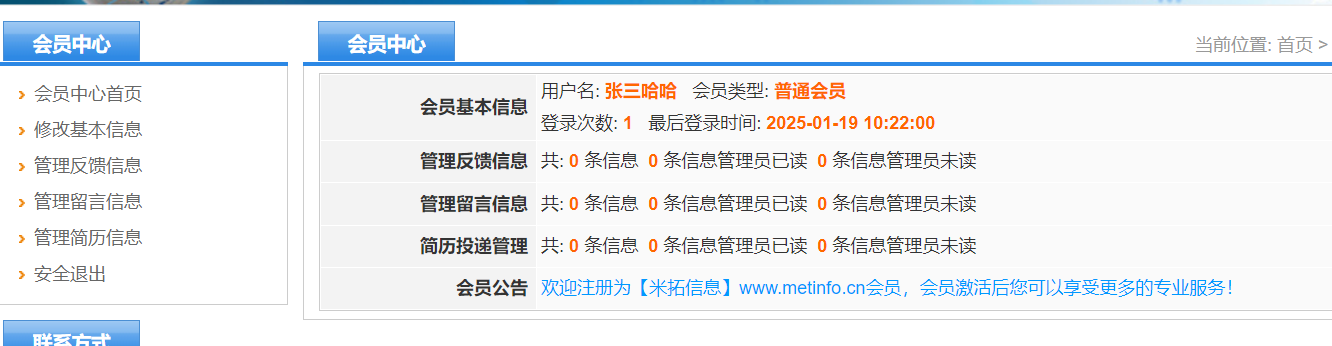 会员中心
会员中心首页
修改基本信息
管理反馈信息
管理留言信息
管理简历信息
安全退出
联系方式
会员中心
当前位置: 首页 >
会员基本信息
用户名: 张三哈哈 会员类型: 普通会员
登录次数: 1 最后登录时间: 2025-01-19 10:22:00
管理反馈信息 共: 0 条信息 0 条信息管理员已读 0 条信息管理员未读
管理留言信息 共: 0 条信息 0 条信息管理员已读 0 条信息管理员未读
简历投递管理 共: 0 条信息 0 条信息管理员已读 0 条信息管理员未读
会员公告 欢迎注册为【米拓信息】www.metinfo.cn会员，会员激活后您可以享受更多的专业服务！